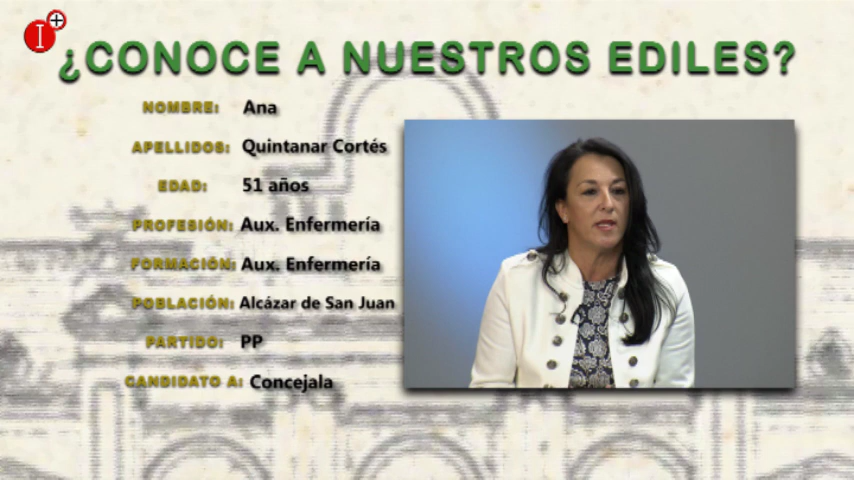 I+
¿CONOCE A NUESTROS EDILES?
NOMBRE: Ana
APELLIDOS: Quintanar Cortés
EDAD: 51 años
PROFESIÓN: Aux. Enfermería
FORMACIÓN: Aux. Enfermería
POBLACIÓN: Alcázar de San Juan
PARTIDO: PP
CANDIDATO A: Concejala